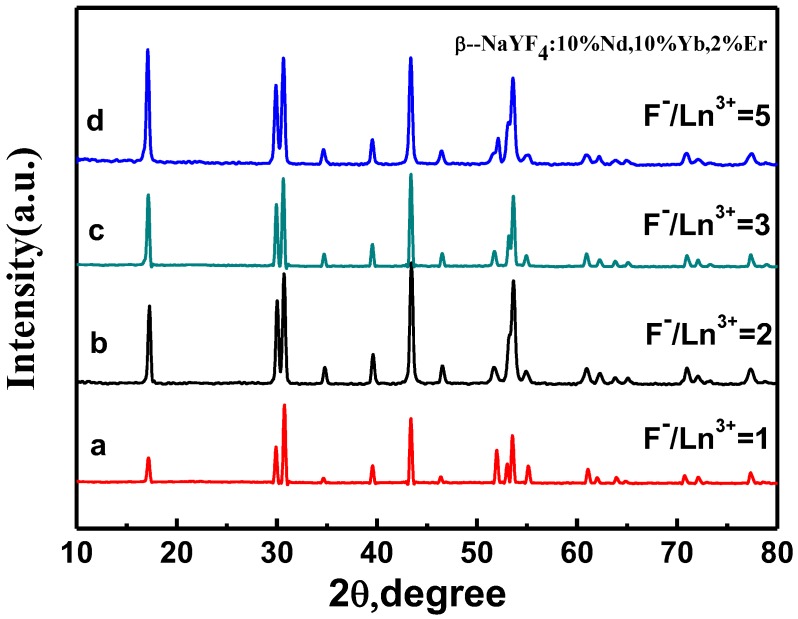 β--NaYF4:10%Nd,10%Yb,2%Er
d
F-/Ln3+=5
c
F-/Ln3+=3
b
F-/Ln3+=2
a
F-/Ln3+=1
Intensity(a.u.)
10 20 30 40 50 60 70 80
2θ,degree